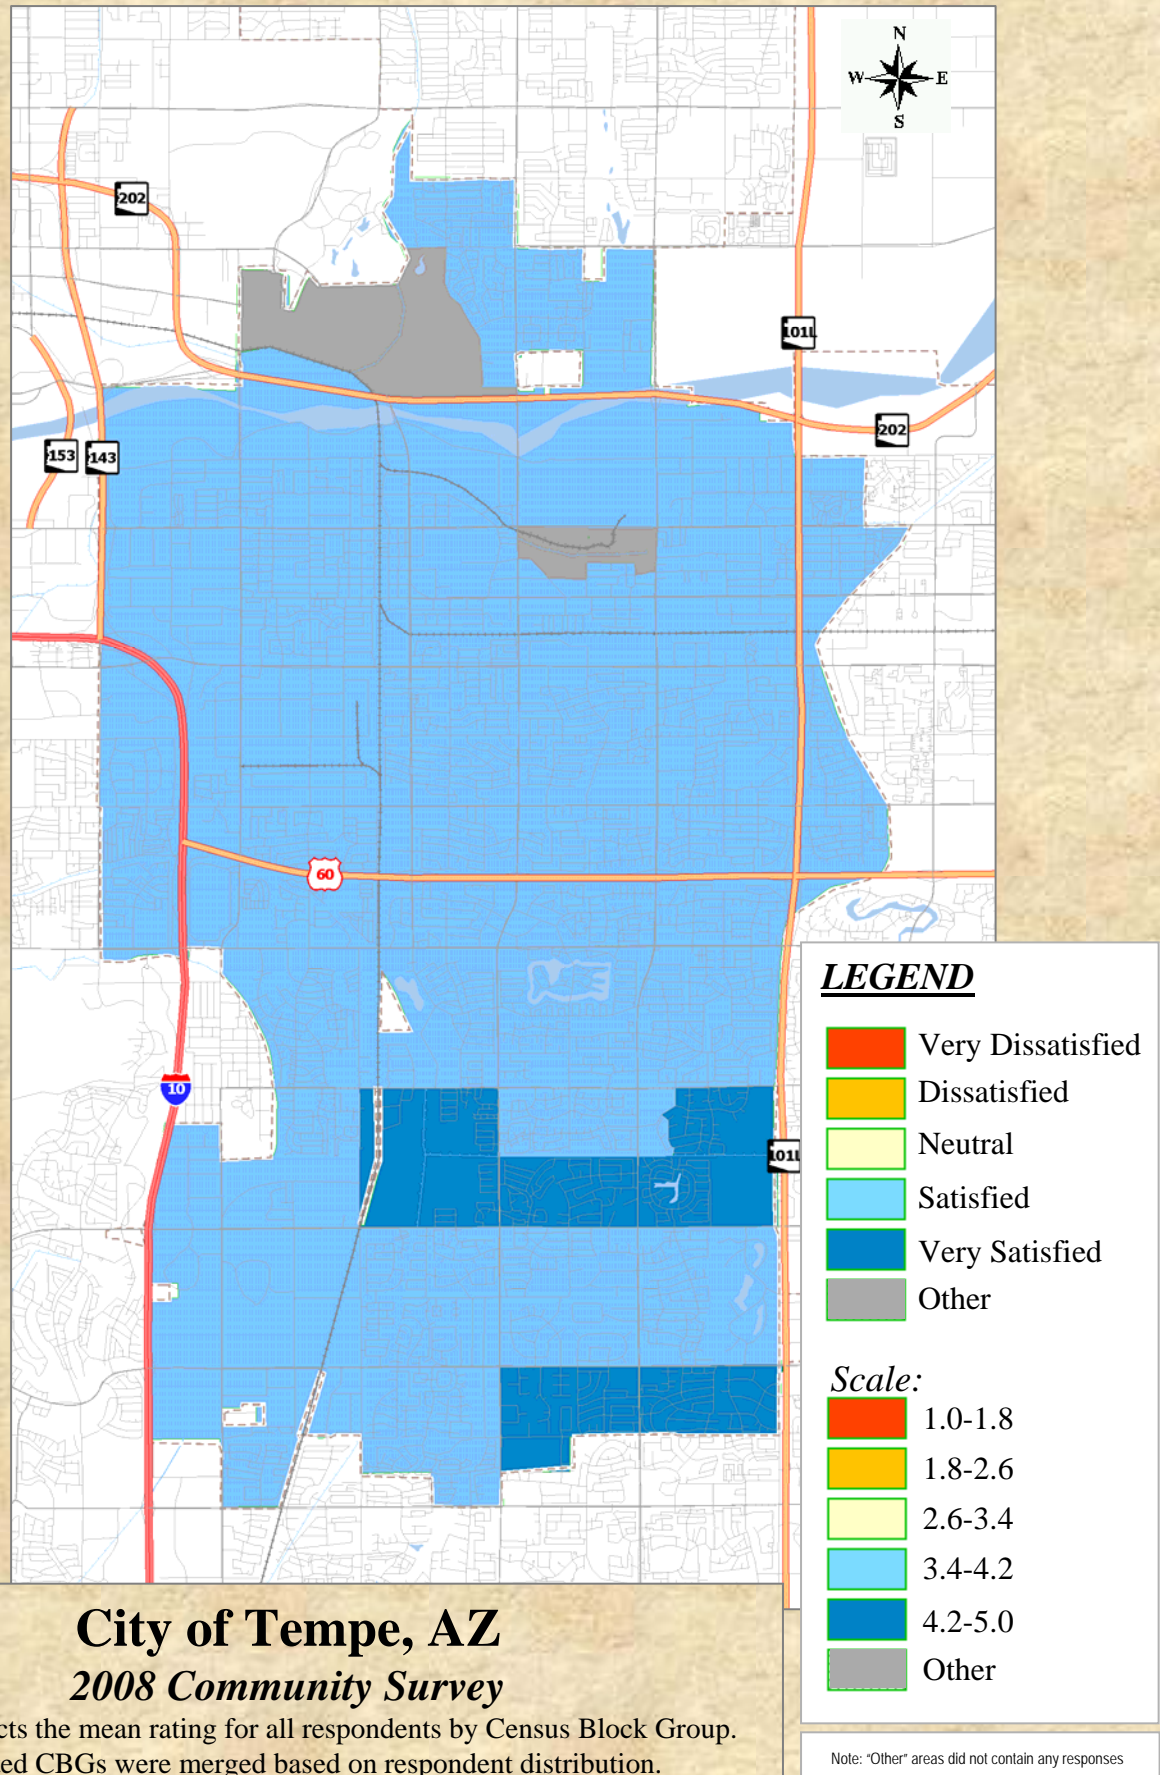 N
W E
S
202
101L
202
153
143
60
10
101L
LEGEND
Very Dissatisfied
Dissatisfied
Neutral
Satisfied
Very Satisfied
Other
Scale:
1.0-1.8
1.8-2.6
2.6-3.4
3.4-4.2
4.2-5.0
Other
City of Tempe, AZ
2008 Community Survey
the mean rating for all respondents by Census Block Group.
CBGs were merged based on respondent distribution.
Note: "Other" areas did not contain any responses